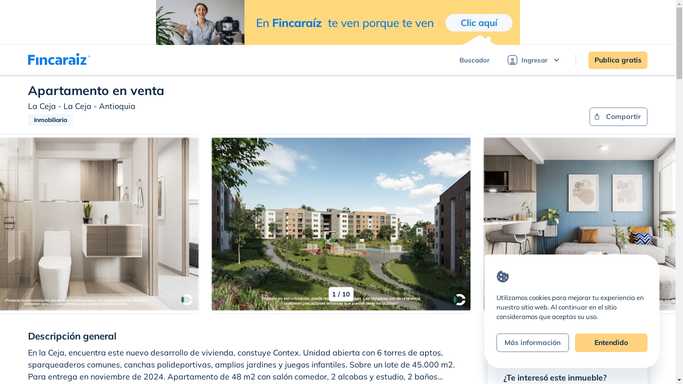 En Fincaraíz te ven porque te ven
Clic aquí
Fincaraiz
Buscador
Ingresar
Publica gratis
Apartamento en venta
La Ceja - La Ceja - Antioquia
Inmobiliaria
Compartir
1 / 10
Utilizamos cookies para mejorar tu experiencia en
nuestro sitio web. Al continuar en el sitio
consideramos que aceptas su uso.
Más información
Entendido
Descripción general
En la Ceja, encuentra este nuevo desarrollo de vivienda, construye Contex. Unidad abierta con 6 torres de aptos,
parqueaderos comunes, canchas polideportivas, amplios jardines y juegos infantiles. Sobre un lote de 45.000 m2.
Para entrega en noviembre de 2024. Apartamento de 48 m2 con salón comedor, 2 alcobas y estudio, 2 baños...
¿Te interesó este inmueble?